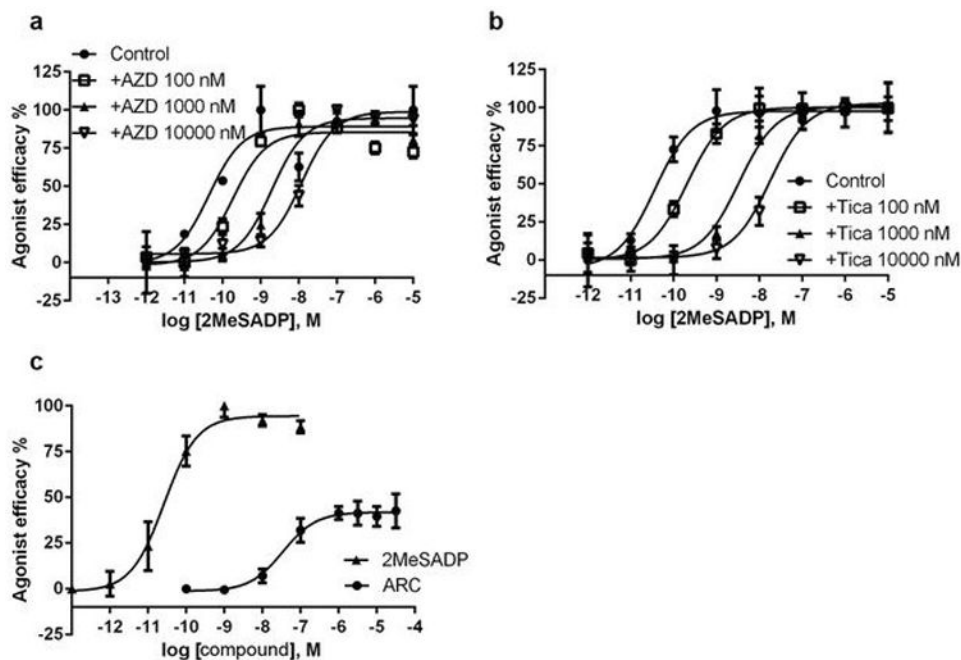 a
Control
+AZD 100 nM
+AZD 1000 nM
+AZD 10000 nM
125
100
75
50
25
0
-25
Agonist efficacy %
-13 -12 -11 -10 -9 -8 -7 -6 -5
log [2MeSADP], M
b
Control
+Tica 100 nM
+Tica 1000 nM
+Tica 10000 nM
125
100
75
50
25
0
-25
Agonist efficacy %
-12 -11 -10 -9 -8 -7 -6 -5
log [2MeSADP], M
c
2MeSADP
ARC
100
75
50
25
0
-25
Agonist efficacy %
-12 -11 -10 -9 -8 -7 -6 -5 -4
log [compound], M